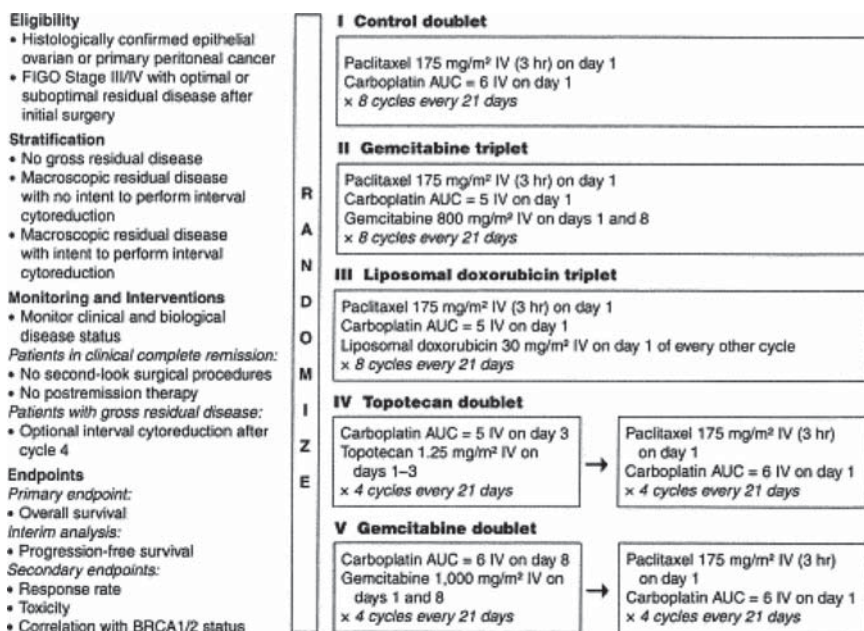 Eligibility
• Histologically confirmed epithelial
ovarian or primary peritoneal cancer
• FIGO Stage III/IV with optimal or
suboptimal residual disease after
initial surgery
Stratification
• No gross residual disease
• Macroscopic residual disease
with no intent to perform interval
cytoreduction
• Macroscopic residual disease
with intent to perform interval
cytoreduction
Monitoring and Interventions
• Monitor clinical and biological
disease status
Patients in clinical complete remission:
• No second-look surgical procedures
• No postremission therapy
Patients with gross residual disease:
• Optional interval cytoreduction after
cycle 4
Endpoints
Primary endpoint:
• Overall survival
Interim analysis:
• Progression-free survival
Secondary endpoints:
• Response rate
• Toxicity
• Correlation with BRCA1/2 status
R
A
N
D
O
M
I
Z
E
I Control doublet
Paclitaxel 175 mg/m² IV (3 hr) on day 1
Carboplatin AUC = 6 IV on day 1
× 8 cycles every 21 days
II Gemcitabine triplet
Paclitaxel 175 mg/m² IV (3 hr) on day 1
Carboplatin AUC = 5 IV on day 1
Gemcitabine 800 mg/m² IV on days 1 and 8
× 8 cycles every 21 days
III Liposomal doxorubicin triplet
Paclitaxel 175 mg/m² IV (3 hr) on day 1
Carboplatin AUC = 5 IV on day 1
Liposomal doxorubicin 30 mg/m² IV on day 1 of every other cycle
× 8 cycles every 21 days
IV Topotecan doublet
Carboplatin AUC = 5 IV on day 3
Topotecan 1.25 mg/m² IV on
days 1–3
× 4 cycles every 21 days
→
Paclitaxel 175 mg/m² IV (3 hr)
on day 1
Carboplatin AUC = 6 IV on day 1
× 4 cycles every 21 days
V Gemcitabine doublet
Carboplatin AUC = 6 IV on day 8
Gemcitabine 1,000 mg/m² IV on
days 1 and 8
× 4 cycles every 21 days
→
Paclitaxel 175 mg/m² IV (3 hr)
on day 1
Carboplatin AUC = 6 IV on day 1
× 4 cycles every 21 days